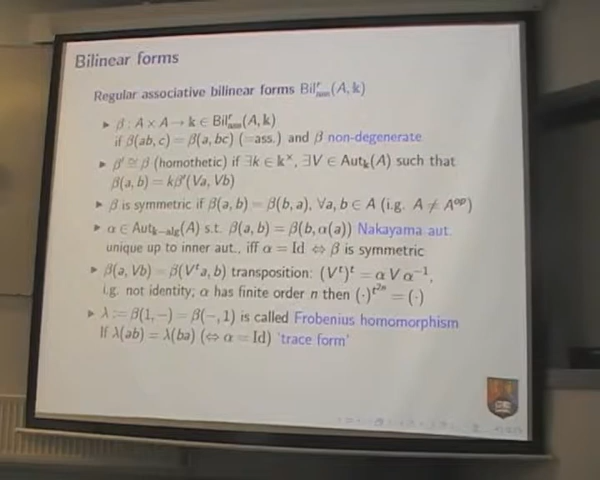 Bilinear forms
Regular associative bilinear forms Bil^r_ass(A, k)
▸ β : A × A → k ∈ Bil^r_ass(A, k)
if β(ab, c) = β(a, bc) (=ass.) and β non-degenerate
▸ β′ ≅ β (homothetic) if ∃k ∈ k^×, ∃V ∈ Aut_k(A) such that
β(a, b) = kβ′(Va, Vb)
▸ β is symmetric if β(a, b) = β(b, a), ∀a, b ∈ A (i.g. A ≠ A^op)
▸ α ∈ Aut_k−alg(A) s.t. β(a, b) = β(b, α(a)) Nakayama aut.
unique up to inner aut., iff α = Id ⇔ β is symmetric
▸ β(a, Vb) = β(V^t a, b) transposition: (V^t)^t = α V α^−1,
i.g. not identity; α has finite order n then (·)^t^2n = (·)
▸ λ := β(1, −) = β(−, 1) is called Frobenius homomorphism
If λ(ab) = λ(ba) (⇔ α = Id) 'trace form'